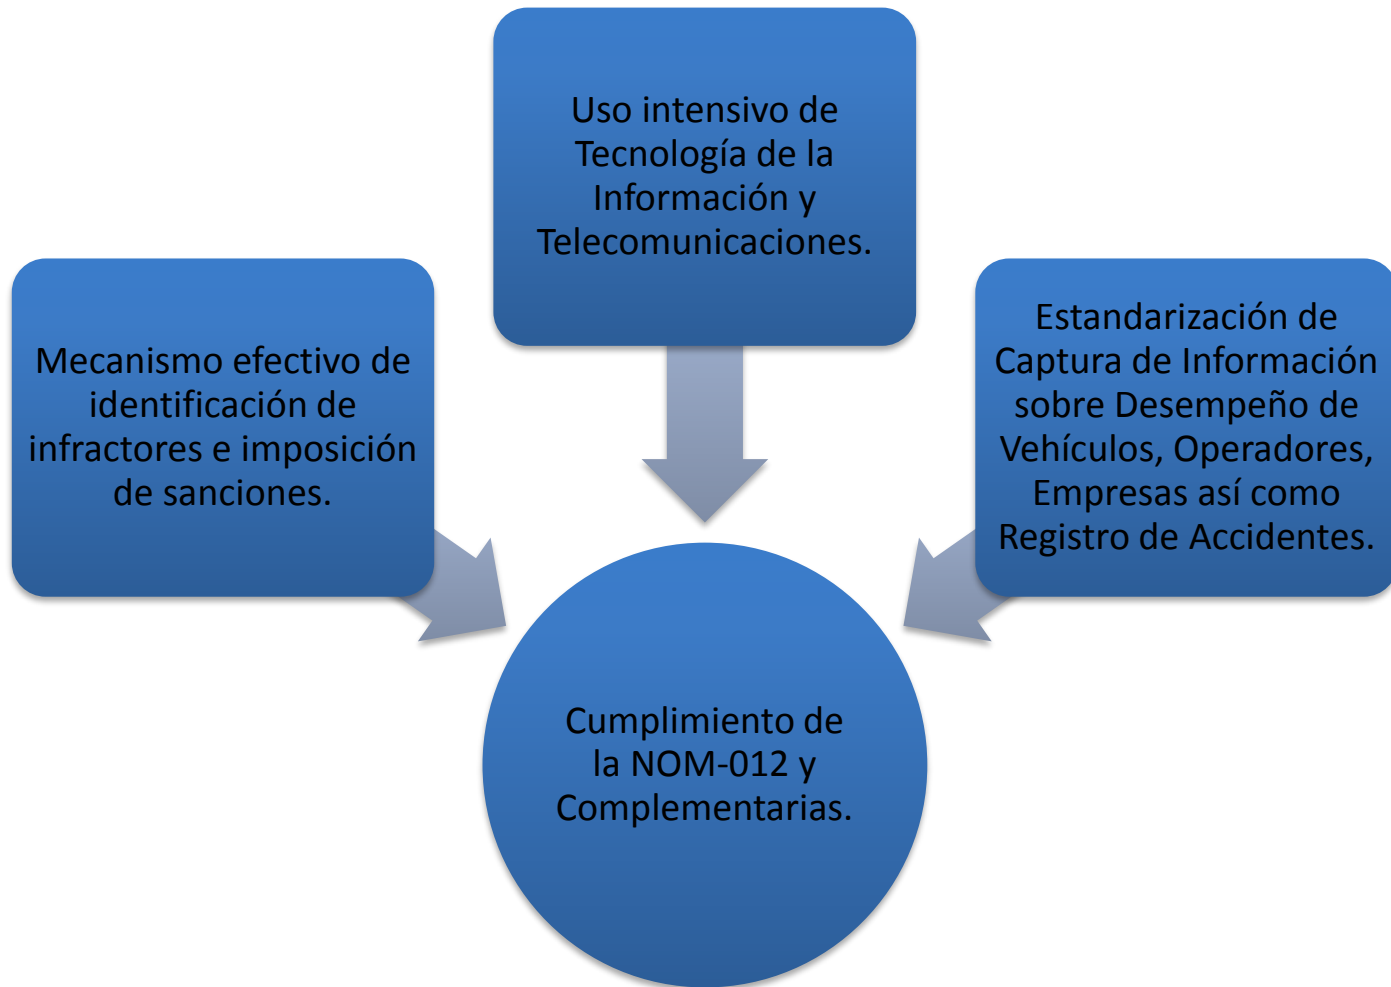 Uso intensivo de
Tecnología de la
Información y
Telecomunicaciones.
Mecanismo efectivo de
identificación de
infractores e imposición
de sanciones.
Estandarización de
Captura de Información
sobre Desempeño de
Vehículos, Operadores,
Empresas así como
Registro de Accidentes.
Cumplimiento de
la NOM-012 y
Complementarias.